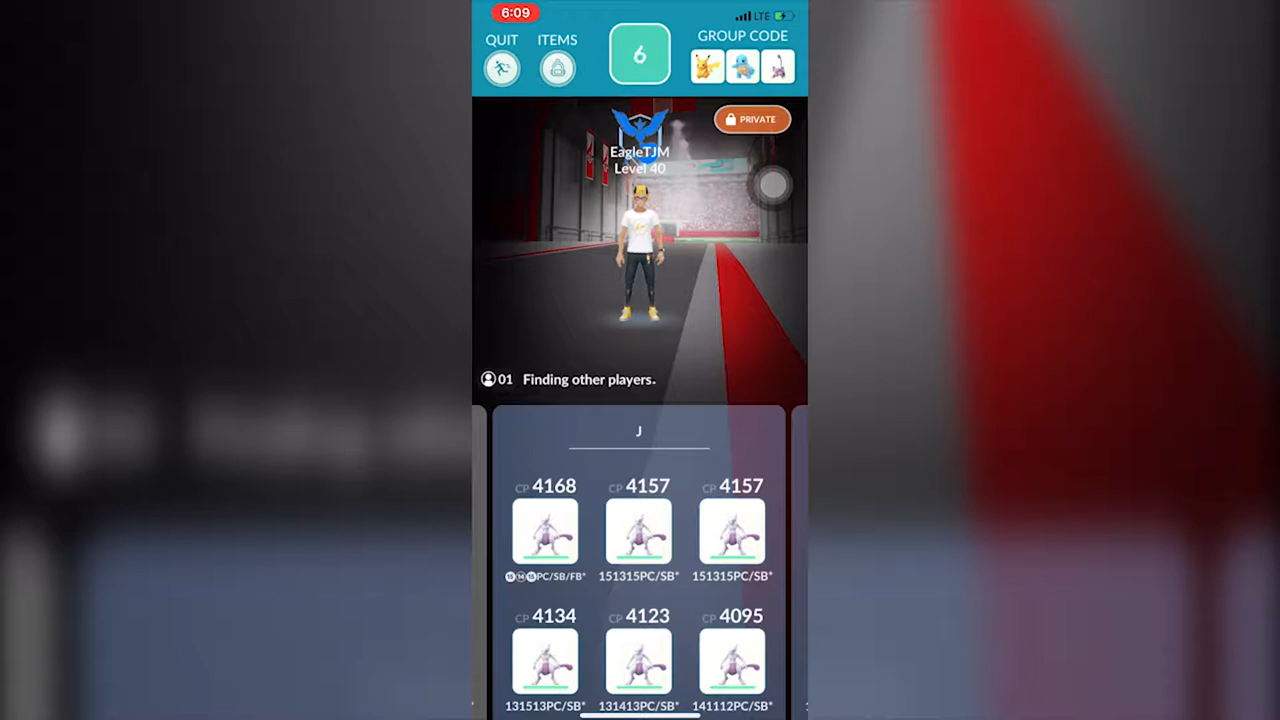 6:09
LTE
QUIT
ITEMS
6
GROUP CODE
PRIVATE
EagleTJM
Level 40
01 Finding other players.
J
CP 4168
CP 4157
CP 4157
⓯⑭⓯PC/SB/FB*
151315PC/SB*
151315PC/SB*
CP 4134
CP 4123
CP 4095
131513PC/SB*
131413PC/SB*
141112PC/SB*